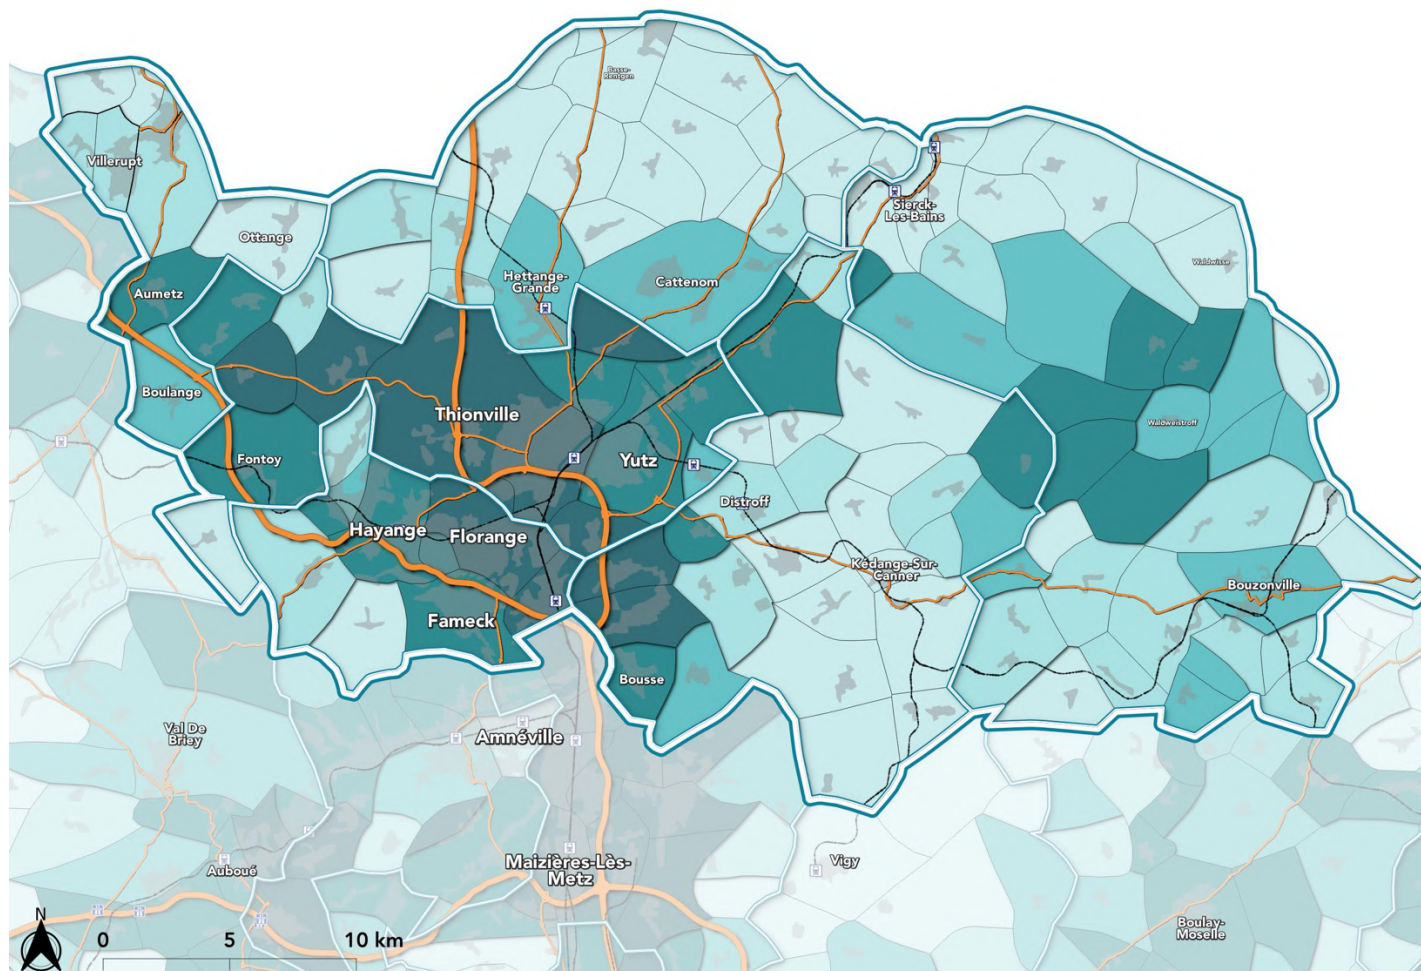 Basse-
Rentgen
Villerupt
Sierck-
Les-Bains
Ottange
Waldwisse
Hettange-
Grande
Cattenom
Aumetz
Boulange
Thionville
Waldweistroff
Fontoy
Yutz
Distroff
Hayange
Florange
Kédange-Sur-
Canner
Bouzonville
Fameck
Bousse
Val De
Briey
Amnéville
Maizières-Lès-
Metz
Vigy
Auboué
Boulay-
Moselle
N
0 5 10 km